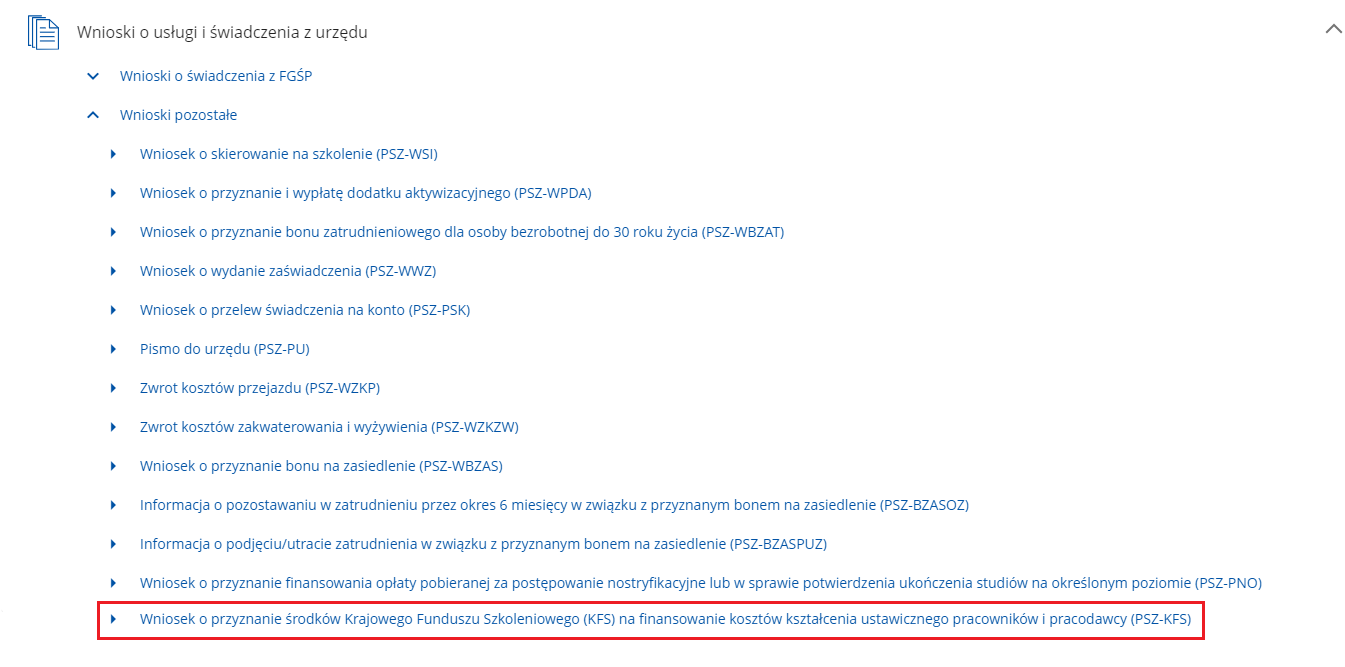 Wnioski o usługi i świadczenia z urzędu
Wnioski o świadczenia z FGŚP
Wnioski pozostałe
Wniosek o skierowanie na szkolenie (PSZ-WSI)
Wniosek o przyznanie i wypłatę dodatku aktywizacyjnego (PSZ-WPDA)
Wniosek o przyznanie bonu zatrudnieniowego dla osoby bezrobotnej do 30 roku życia (PSZ-WBZAT)
Wniosek o wydanie zaświadczenia (PSZ-WWZ)
Wniosek o przelew świadczenia na konto (PSZ-PSK)
Pismo do urzędu (PSZ-PU)
Zwrot kosztów przejazdu (PSZ-WZKP)
Zwrot kosztów zakwaterowania i wyżywienia (PSZ-WZKZW)
Wniosek o przyznanie bonu na zasiedlenie (PSZ-WBZAS)
Informacja o pozostawaniu w zatrudnieniu przez okres 6 miesięcy w związku z przyznanym bonem na zasiedlenie (PSZ-BZASOZ)
Informacja o podjęciu/utracie zatrudnienia w związku z przyznanym bonem na zasiedlenie (PSZ-BZASPUZ)
Wniosek o przyznanie finansowania opłaty pobieranej za postępowanie nostryfikacyjne lub w sprawie potwierdzenia ukończenia studiów na określonym poziomie (PSZ-PNO)
Wniosek o przyznanie środków Krajowego Funduszu Szkoleniowego (KFS) na finansowanie kosztów kształcenia ustawicznego pracowników i pracodawcy (PSZ-KFS)